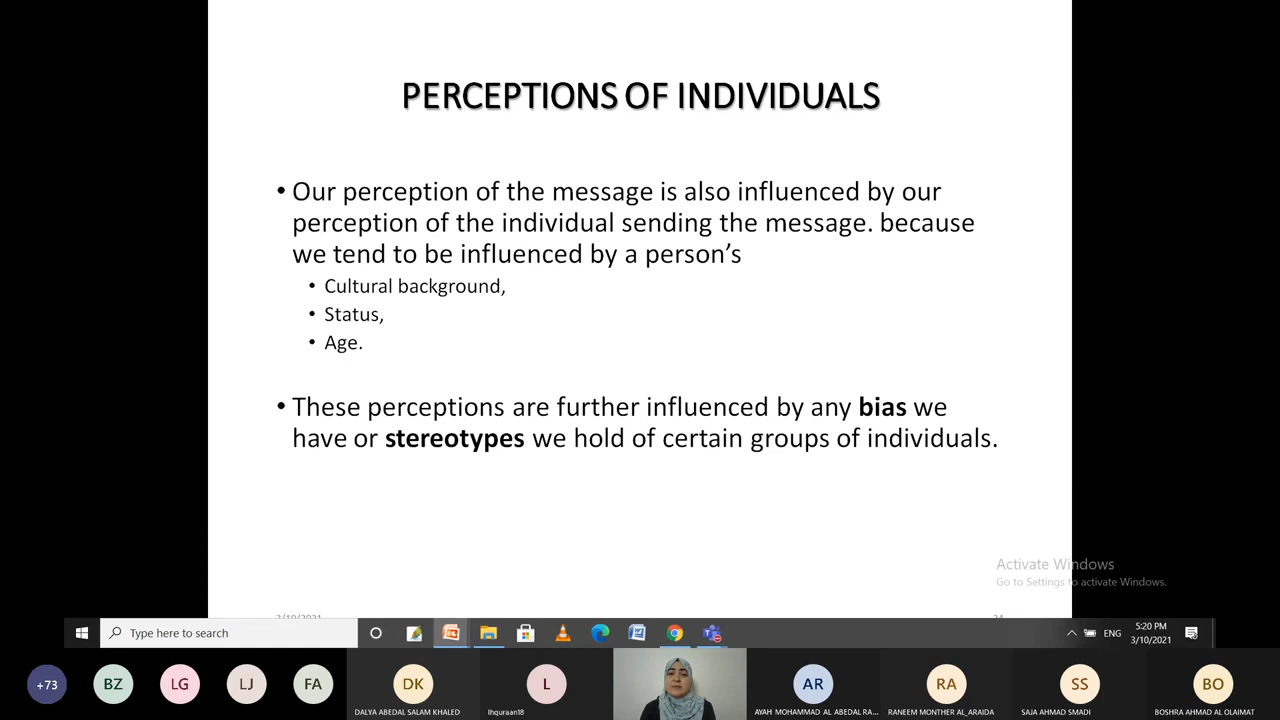 PERCEPTIONS OF INDIVIDUALS
• Our perception of the message is also influenced by our
perception of the individual sending the message. because
we tend to be influenced by a person’s
• Cultural background,
• Status,
• Age.
• These perceptions are further influenced by any bias we
have or stereotypes we hold of certain groups of individuals.
Activate Windows
Go to Settings to activate Windows.
3/10/2021
24
Type here to search
ENG
5:20 PM
3/10/2021
+73
BZ
LG
LJ
FA
DK
L
AR
RA
SS
BO
DALYA ABEDAL SALAM KHALED
AYAH MOHAMMAD AL ABEDAL RA...
RANEEM MONTHER AL_ARAIDA
SAJA AHMAD SMADI
BOSHRA AHMAD AL OLAIMAT